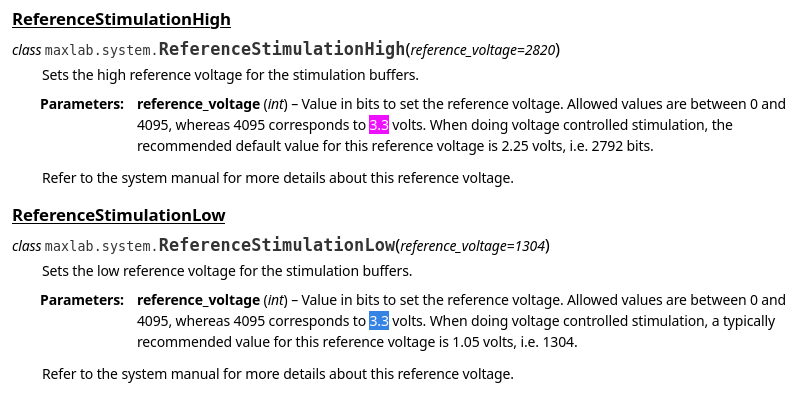 ReferenceStimulationHigh
class maxlab.system.ReferenceStimulationHigh(reference_voltage=2820)
Sets the high reference voltage for the stimulation buffers.
Parameters: reference_voltage (int) – Value in bits to set the reference voltage. Allowed values are between 0 and
4095, whereas 4095 corresponds to 3.3 volts. When doing voltage controlled stimulation, the
recommended default value for this reference voltage is 2.25 volts, i.e. 2792 bits.
Refer to the system manual for more details about this reference voltage.
ReferenceStimulationLow
class maxlab.system.ReferenceStimulationLow(reference_voltage=1304)
Sets the low reference voltage for the stimulation buffers.
Parameters: reference_voltage (int) – Value in bits to set the reference voltage. Allowed values are between 0 and
4095, whereas 4095 corresponds to 3.3 volts. When doing voltage controlled stimulation, a typically
recommended value for this reference voltage is 1.05 volts, i.e. 1304.
Refer to the system manual for more details about this reference voltage.